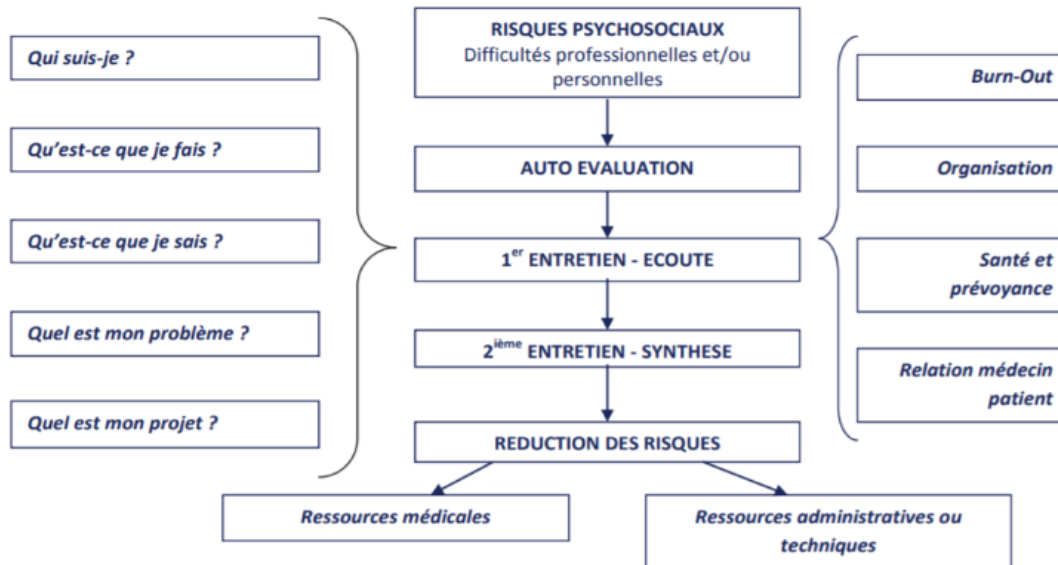 Qui suis-je ?
Qu’est-ce que je fais ?
Qu’est-ce que je sais ?
Quel est mon problème ?
Quel est mon projet ?
RISQUES PSYCHOSOCIAUX
Difficultés professionnelles et/ou
personnelles
AUTO EVALUATION
1er ENTRETIEN - ECOUTE
2ième ENTRETIEN - SYNTHESE
REDUCTION DES RISQUES
Burn-Out
Organisation
Santé et
prévoyance
Relation médecin
patient
Ressources médicales
Ressources administratives ou
techniques